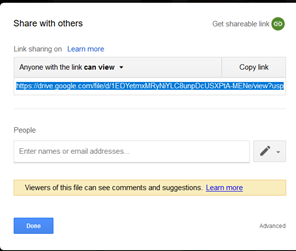 Share with others
Get shareable link
Link sharing on Learn more
Anyone with the link can view
Copy link
https://drive.google.com/file/d/1EDYetmxMRyNiYLC8unpDcUSXPtA-MENe/view?usp
People
Enter names or email addresses...
Viewers of this file can see comments and suggestions. Learn more
Done
Advanced